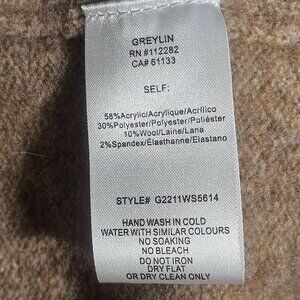 GREYLIN
RN #112282
CA# 61133
SELF:
58%Acrylic/Acrylique/Acrílico
30%Polyester/Polyester/Poliéster
10%Wool/Laine/Lana
2%Spandex/Élasthanne/Elastano
STYLE# G2211WS5614
HAND WASH IN COLD
WATER WITH SIMILAR COLOURS
NO SOAKING
NO BLEACH
DO NOT IRON
DRY FLAT
OR DRY CLEAN ONLY